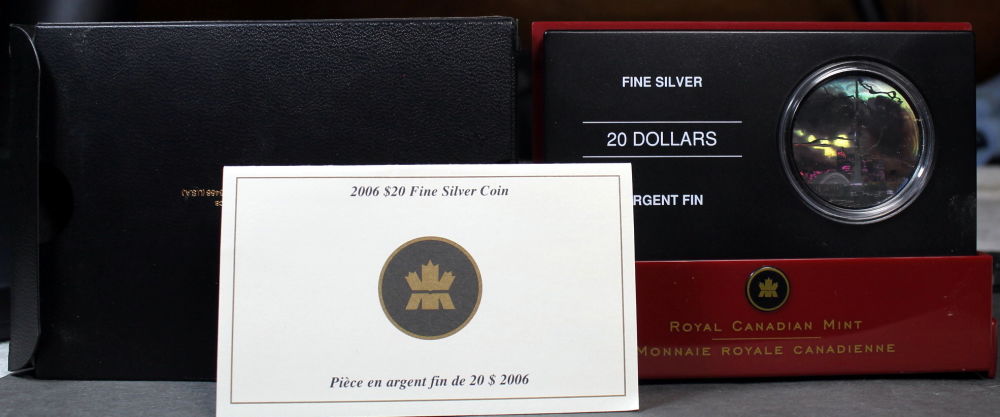 FINE SILVER
20 DOLLARS
RGENT FIN
2006 $20 Fine Silver Coin
Pièce en argent fin de 20 $ 2006
ROYAL CANADIAN MINT
MONNAIE ROYALE CANADIENNE